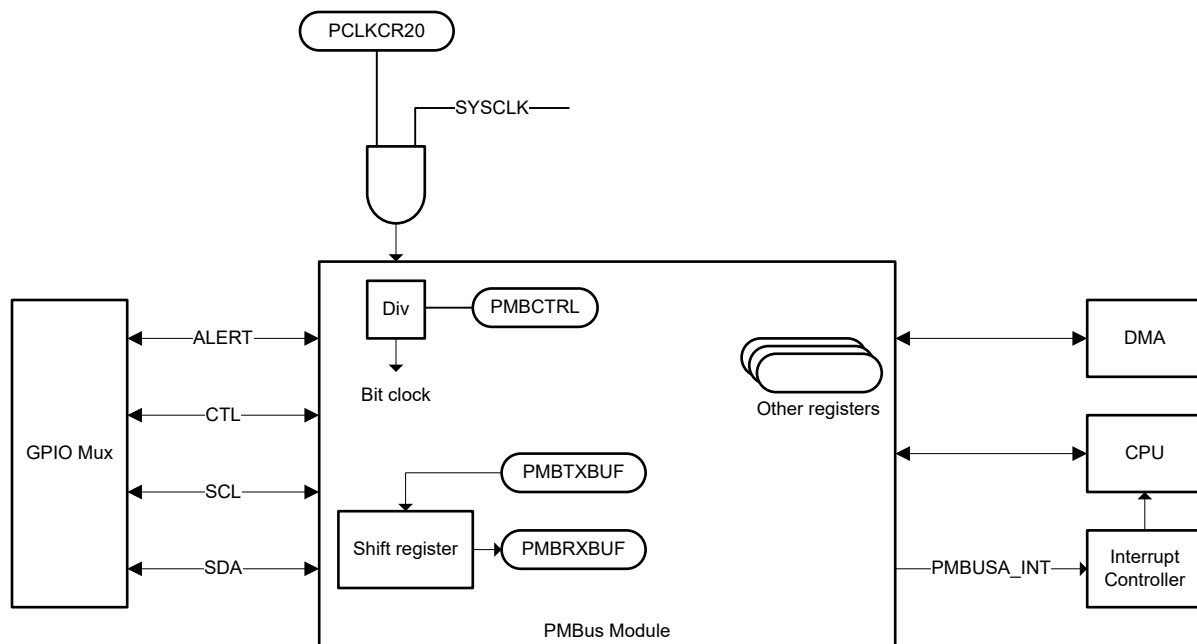 PCLKCR20
SYSCLK
Div
PMBCTRL
ALERT
DMA
Bit clock
Other registers
CTL
GPIO Mux
CPU
PMBTXBUF
SCL
Shift register
PMBRXBUF
SDA
PMBUSA_INT
Interrupt
Controller
PMBus Module